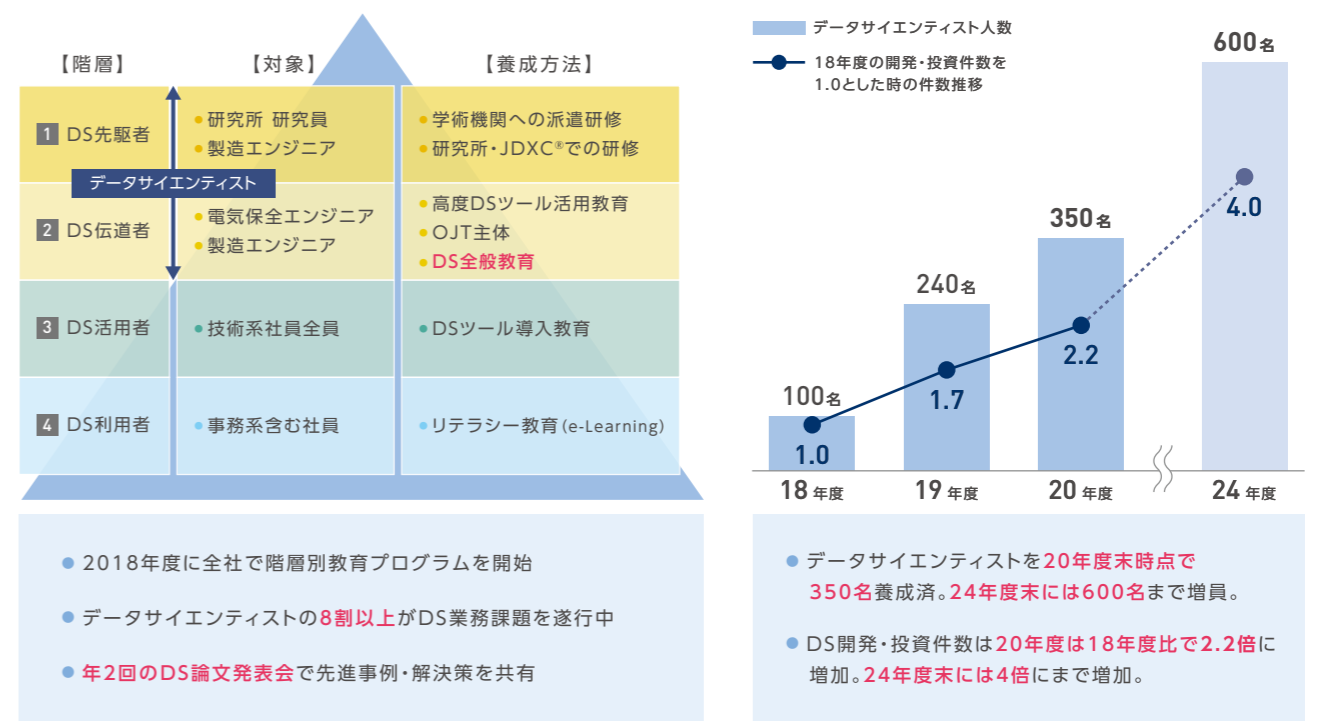 【階層】
【対象】
【養成方法】
1 DS先駆者
●研究所 研究員
●製造エンジニア
●学術機関への派遣研修
●研究所・JDXC®での研修
データサイエンティスト
2 DS伝道者
●電気保全エンジニア
●製造エンジニア
●高度DSツール活用教育
●OJT主体
●DS全般教育
3 DS活用者
●技術系社員全員
●DSツール導入教育
4 DS利用者
●事務系含む社員
●リテラシー教育(e-Learning)
●2018年度に全社で階層別教育プログラムを開始
●データサイエンティストの8割以上がDS業務課題を遂行中
●年2回のDS論文発表会で先進事例・解決策を共有
データサイエンティスト人数
18年度の開発・投資件数を
1.0とした時の件数推移
100名
240名
350名
600名
1.0
1.7
2.2
4.0
18年度
19年度
20年度
24年度
●データサイエンティストを20年度末時点で
350名養成済。24年度末には600名まで増員。
●DS開発・投資件数は20年度は18年度比で2.2倍に
増加。24年度末には4倍にまで増加。